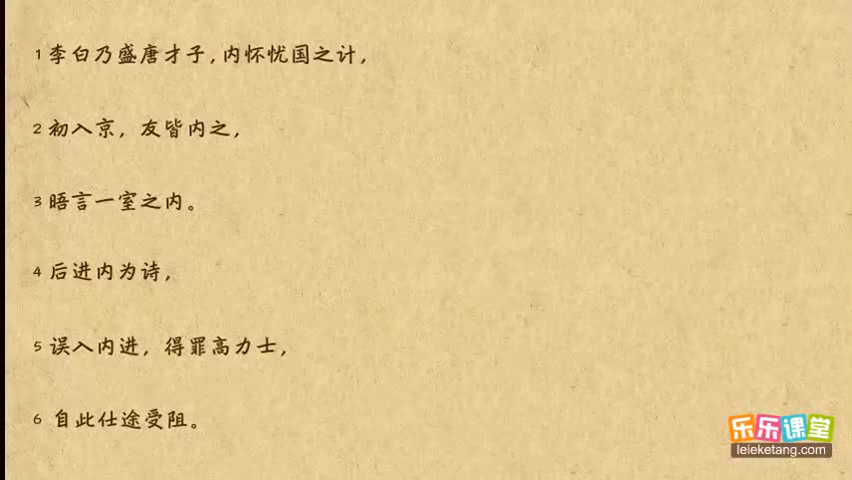 1 李白乃盛唐才子,内怀忧国之计,
2 初入京，友皆内之,
3 晤言一室之内。
4 后进内为诗,
5 误入内进，得罪高力士,
6 自此仕途受阻。
乐乐课堂
leleketang.com